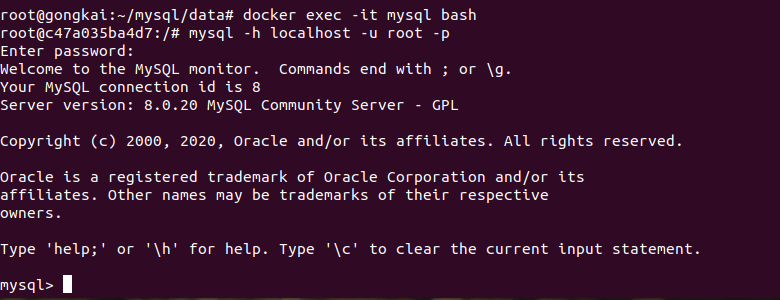 root@gongkai:~/mysql/data# docker exec -it mysql bash
root@c47a035ba4d7:/# mysql -h localhost -u root -p
Enter password:
Welcome to the MySQL monitor.  Commands end with ; or \g.
Your MySQL connection id is 8
Server version: 8.0.20 MySQL Community Server - GPL
Copyright (c) 2000, 2020, Oracle and/or its affiliates. All rights reserved.
Oracle is a registered trademark of Oracle Corporation and/or its
affiliates. Other names may be trademarks of their respective
owners.
Type 'help;' or '\h' for help. Type '\c' to clear the current input statement.
mysql>